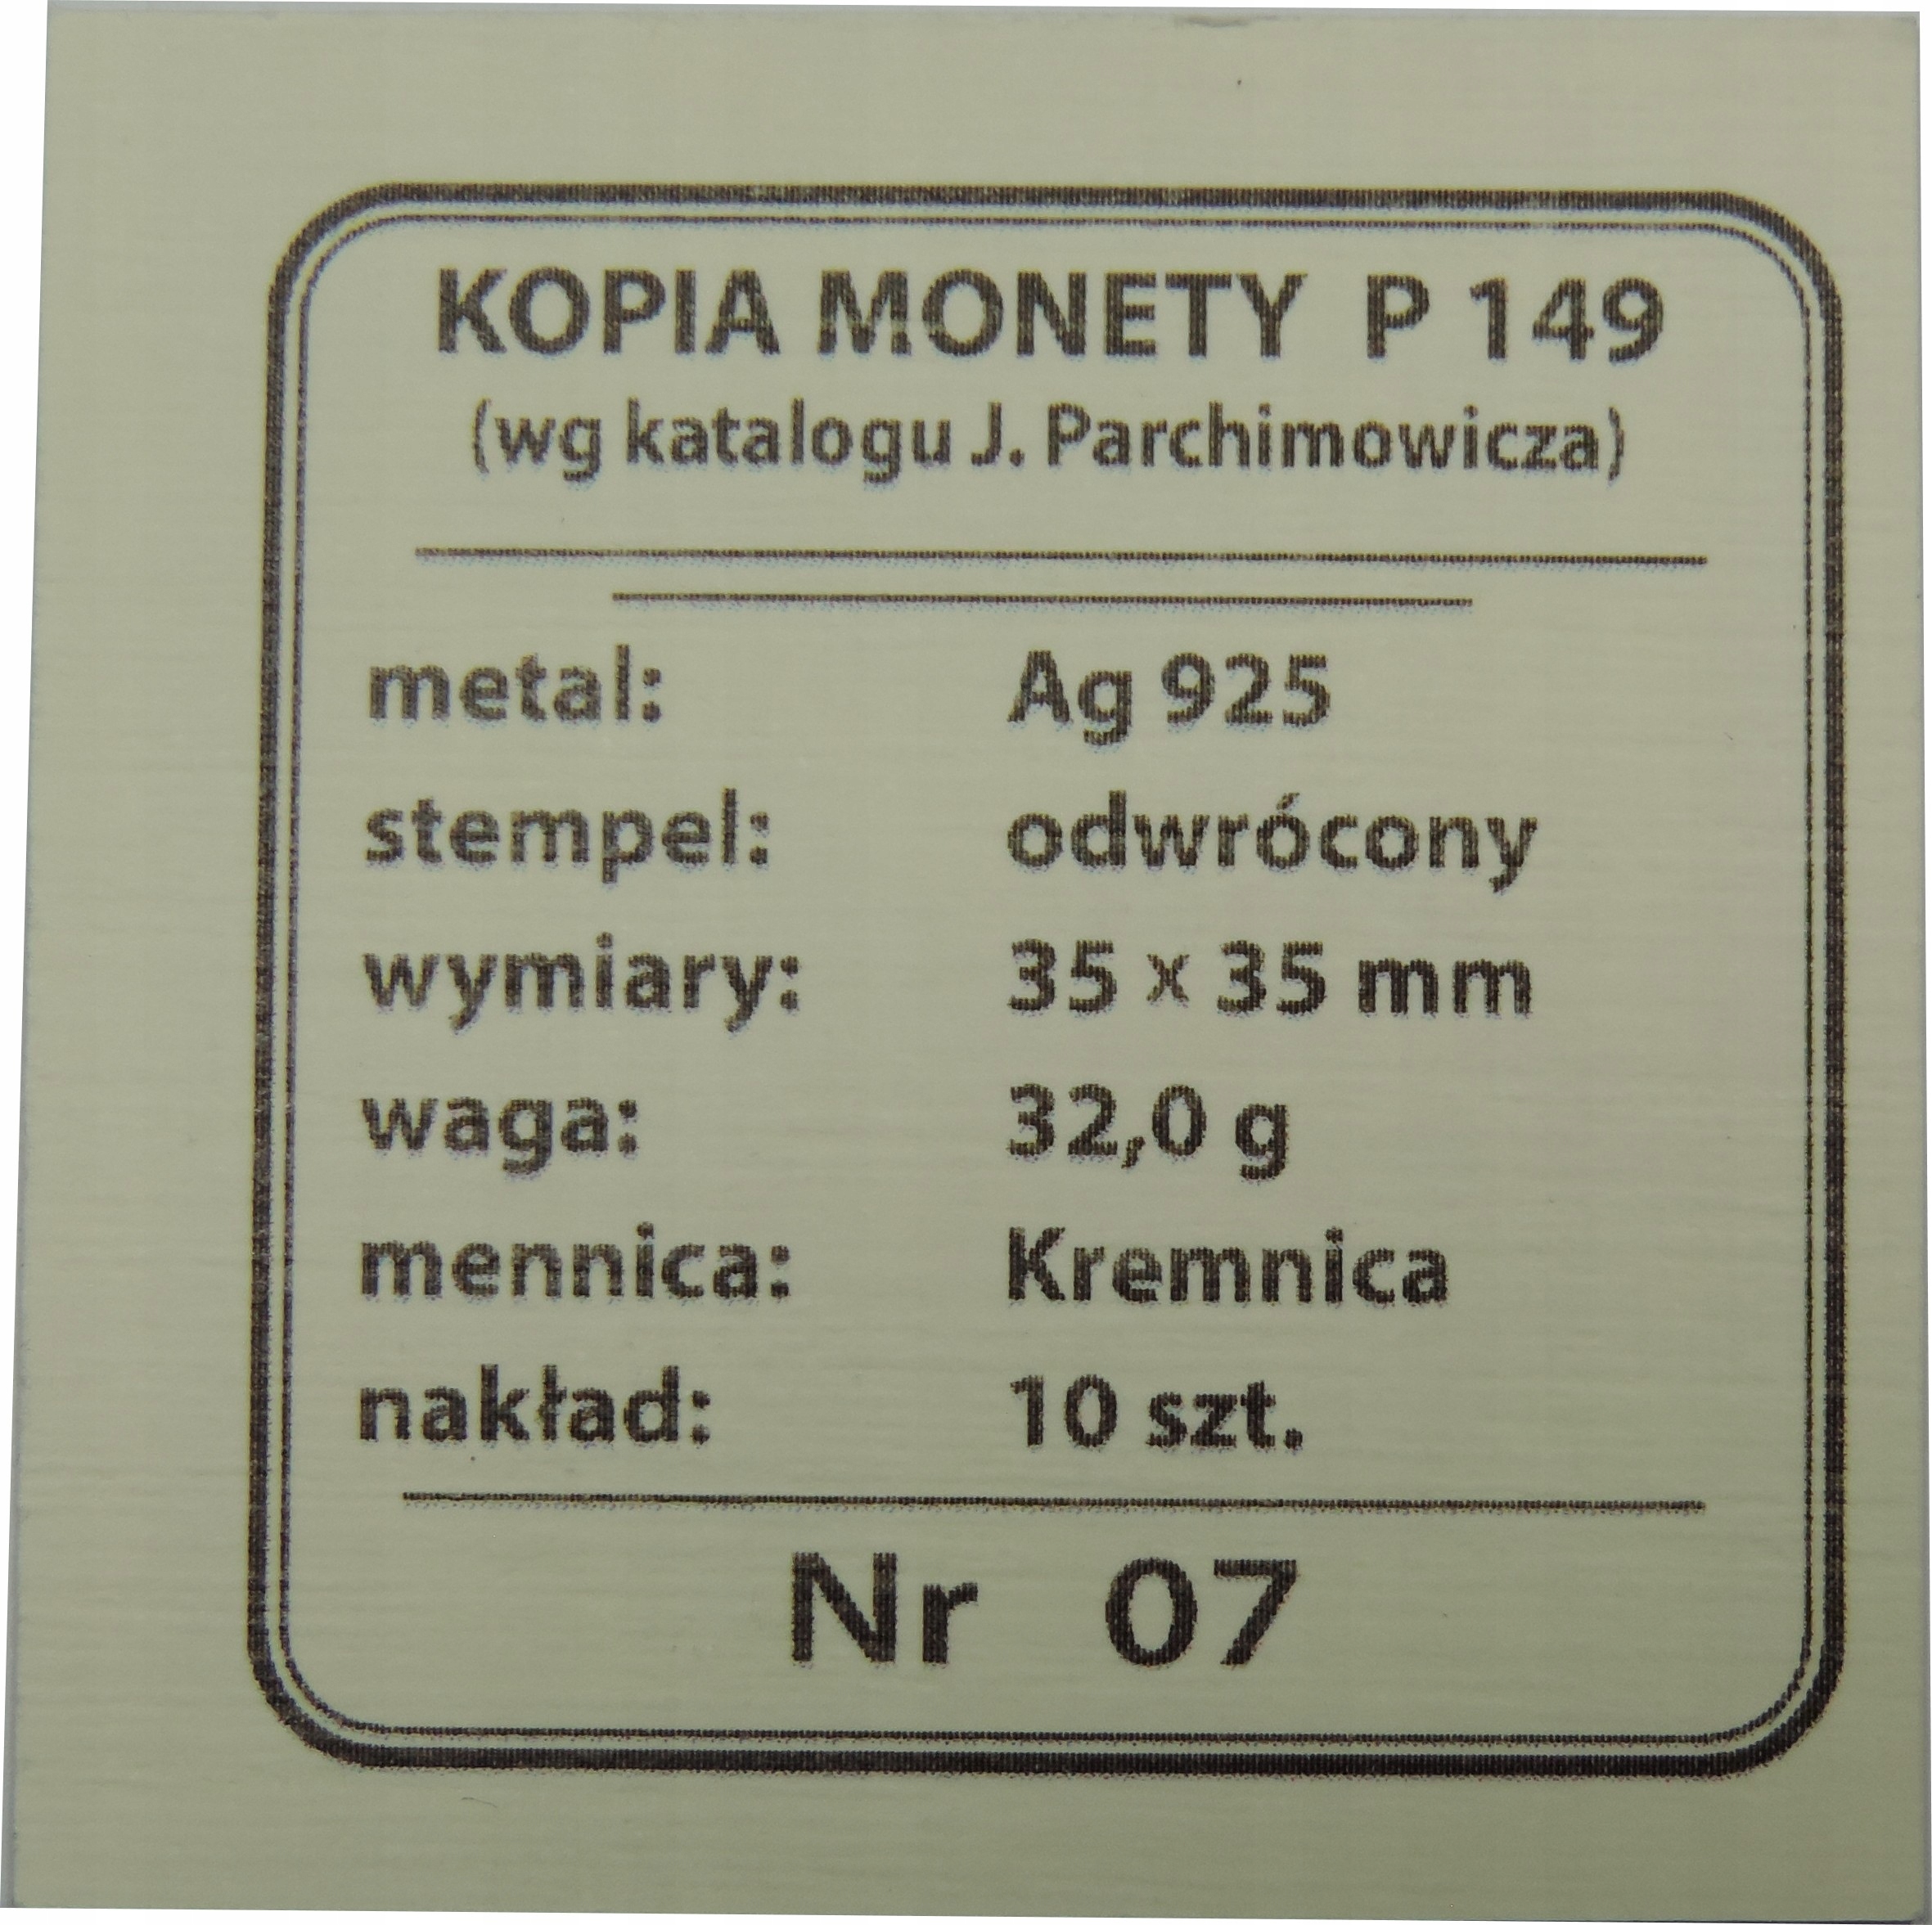 KOPIA MONETY P 149
(wg katalogu J. Parchimowicza)
metal: Ag 925
stempel: odwrócony
wymiary: 35 x 35 mm
waga: 32,0 g
mennica: Kremnica
nakład: 10 szt.
Nr 07